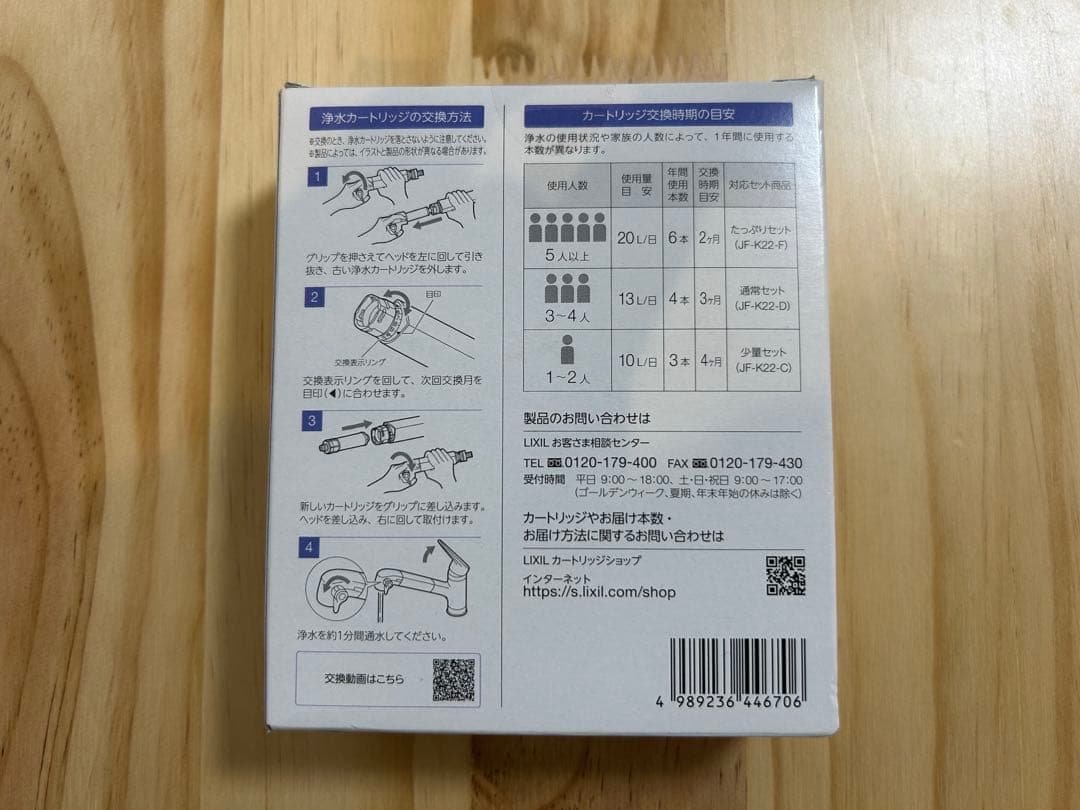 浄水カートリッジの交換方法
※交換のとき、浄水カートリッジを落とさないように注意してください。
※製品によっては、イラストと製品の形状が異なる場合があります。
1
グリップを押さえてヘッドを左に回して引き
抜き、古い浄水カートリッジを外します。
2
目印
交換表示リング
交換表示リングを回して、次回交換月を
目印(◀)に合わせます。
3
新しいカートリッジをグリップに差し込みます。
ヘッドを差し込み、右に回して取付けます。
4
浄水を約1分間通水してください。
交換動画はこちら
カートリッジ交換時期の目安
浄水の使用状況や家族の人数によって、1年間に使用する
本数が異なります。
使用人数 使用量目安 年間使用本数 交換時期目安 対応セット商品
5人以上 20L/日 6本 2ヶ月 たっぷりセット(JF-K22-F)
3~4人 13L/日 4本 3ヶ月 通常セット(JF-K22-D)
1~2人 10L/日 3本 4ヶ月 少量セット(JF-K22-C)
製品のお問い合わせは
LIXIL お客さま相談センター
TEL 0120-179-400 FAX 0120-179-430
受付時間 平日 9:00~18:00、土・日・祝日 9:00~17:00
(ゴールデンウィーク、夏期、年末年始の休みは除く)
カートリッジやお届け本数・
お届け方法に関するお問い合わせは
LIXIL カートリッジショップ
インターネット
https://s.lixil.com/shop
4 989236 446706